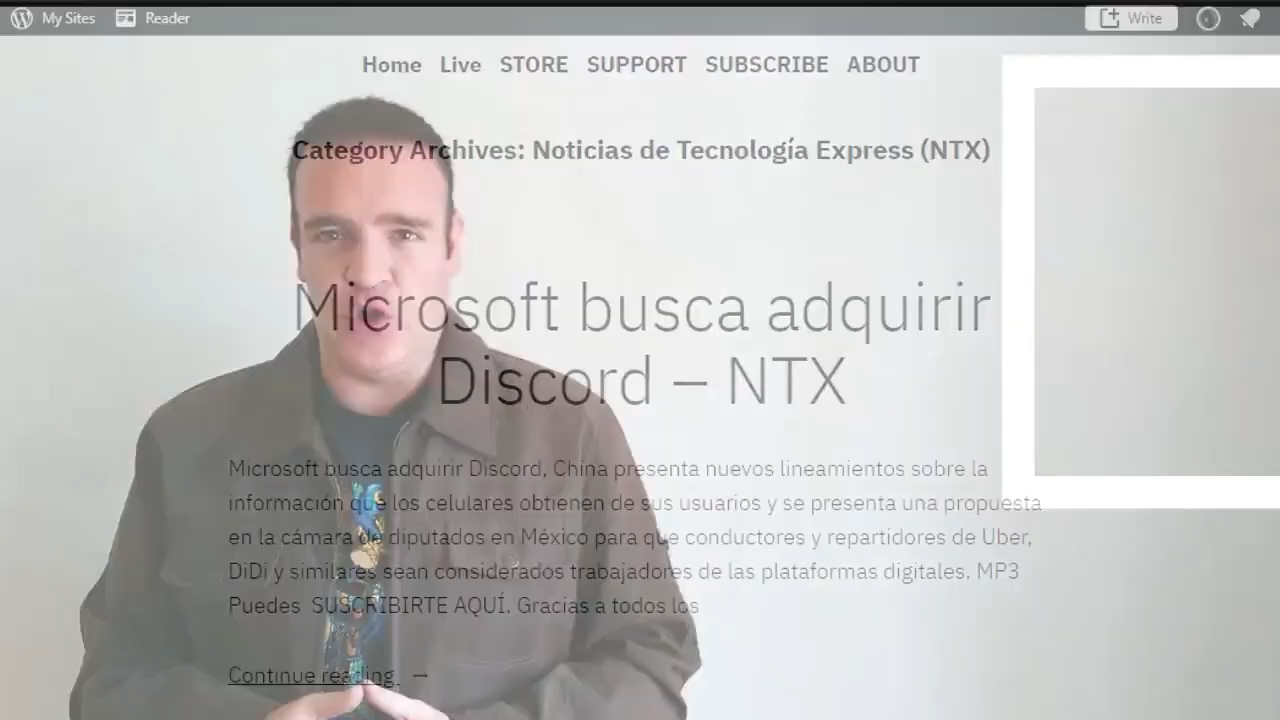 My Sites Reader Write
Home Live STORE SUPPORT SUBSCRIBE ABOUT
Category Archives: Noticias de Tecnología Express (NTX)
Microsoft busca adquirir
Discord – NTX
Microsoft busca adquirir Discord, China presenta nuevos lineamientos sobre la
información que los celulares obtienen de sus usuarios y se presenta una propuesta
en la cámara de diputados en México para que conductores y repartidores de Uber,
DiDi y similares sean considerados trabajadores de las plataformas digitales. MP3
Puedes SUSCRIBIRTE AQUÍ. Gracias a todos los
Continue reading →